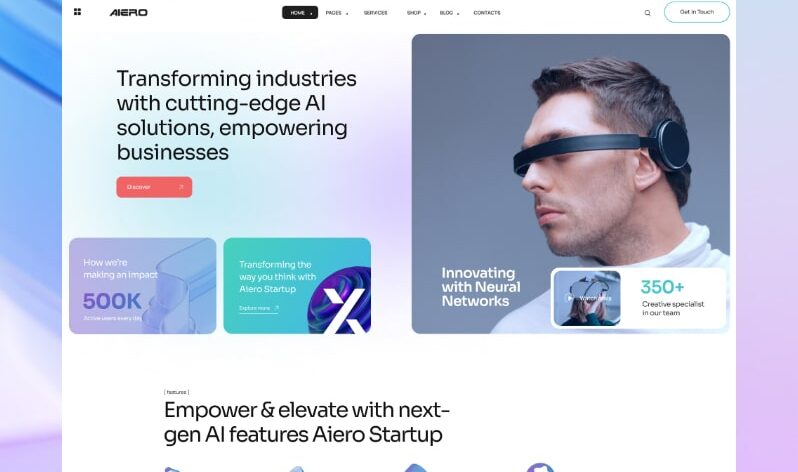 AIERO
HOME
PAGES
SERVICES
SHOP
BLOG
CONTACTS
Get in Touch
Transforming industries
with cutting-edge AI
solutions, empowering
businesses
Discover
How we're
making an impact
500K
Active users every day
Transforming the
way you think with
Aiero Startup
Explore more
Innovating
with Neural
Networks
Watch
350+
Creative specialist
in our team
[ features ]
Empower & elevate with next-
gen AI features Aiero Startup